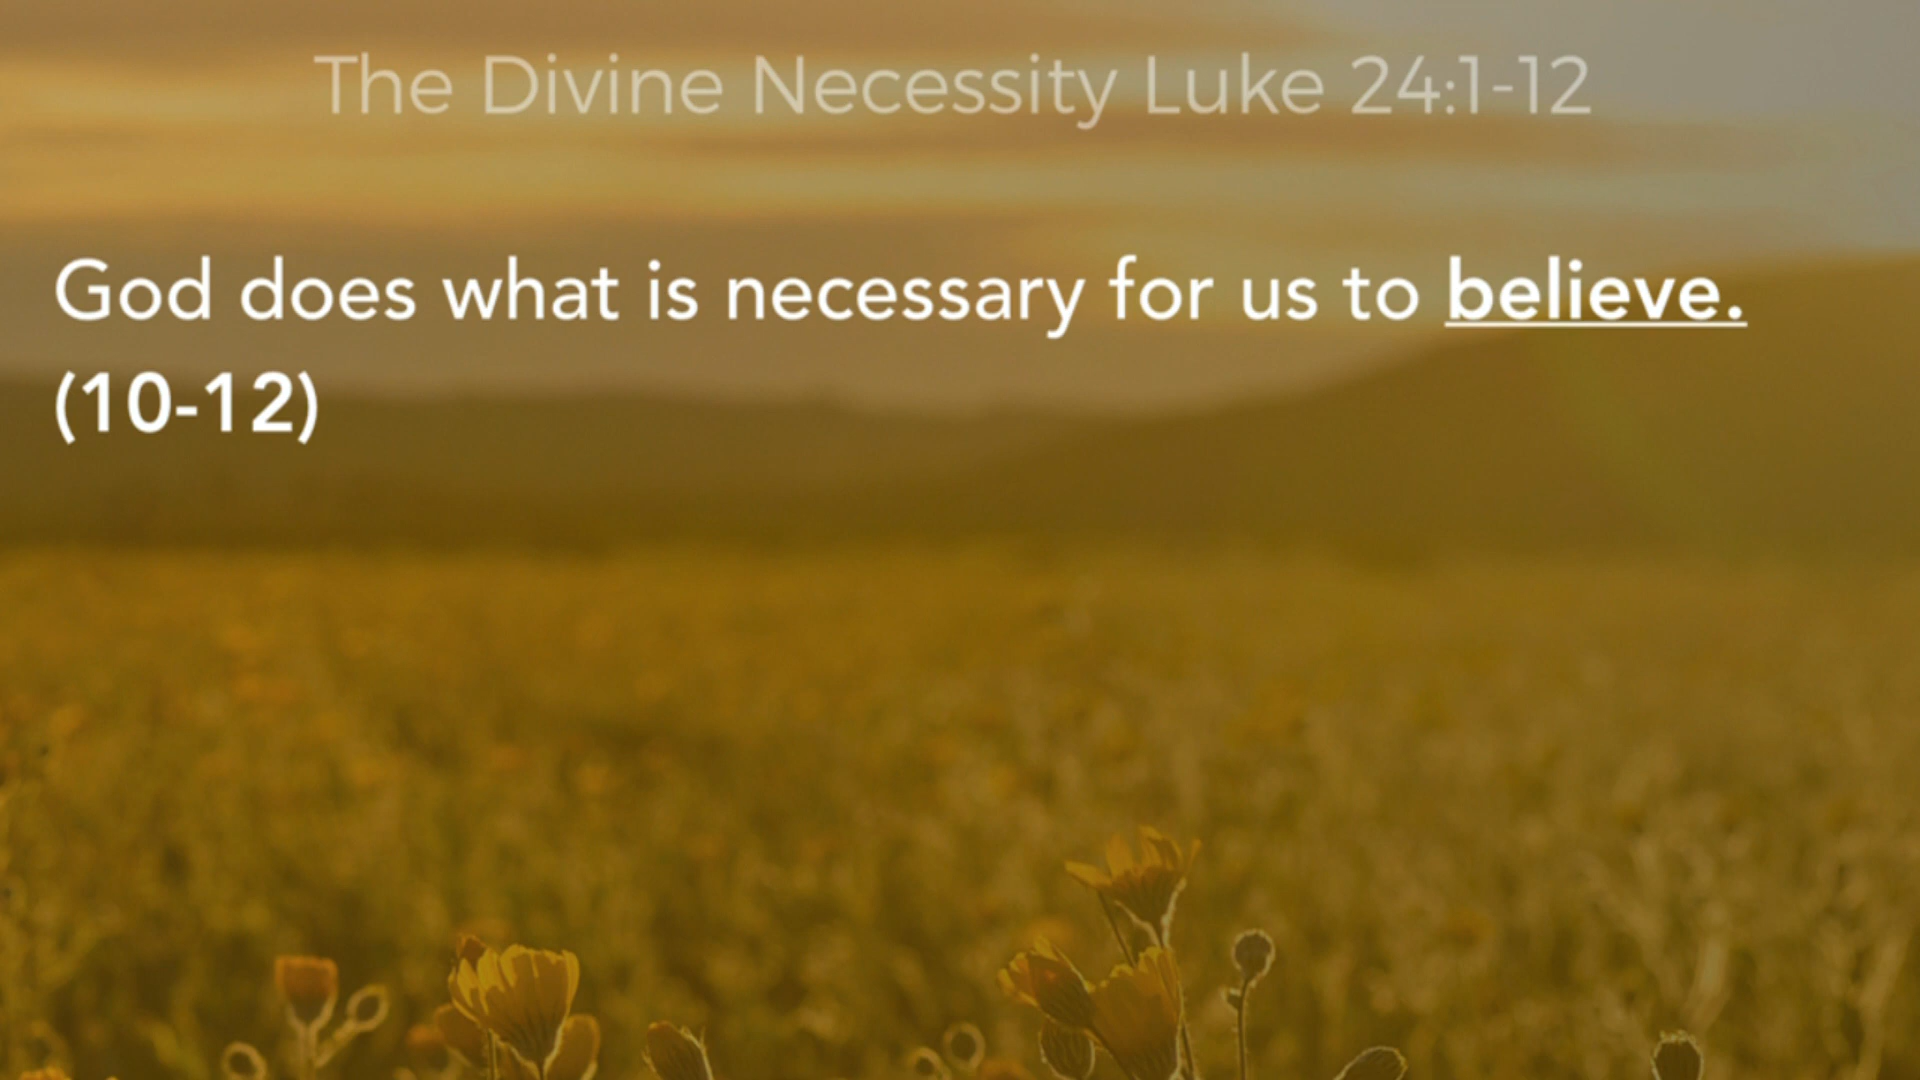 The Divine Necessity Luke 24:1-12
God does what is necessary for us to believe.
(10-12)